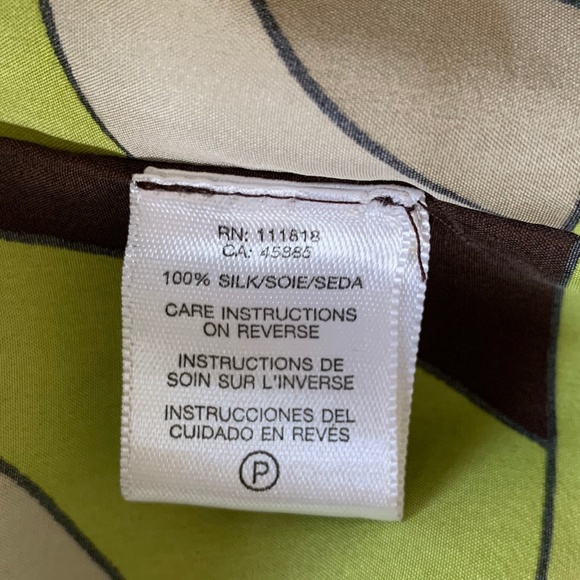 RN: 111818
CA: 45885
100% SILK/SOIE/SEDA
CARE INSTRUCTIONS
ON REVERSE
INSTRUCTIONS DE
SOIN SUR L'INVERSE
INSTRUCCIONES DEL
CUIDADO EN REVÉS
P